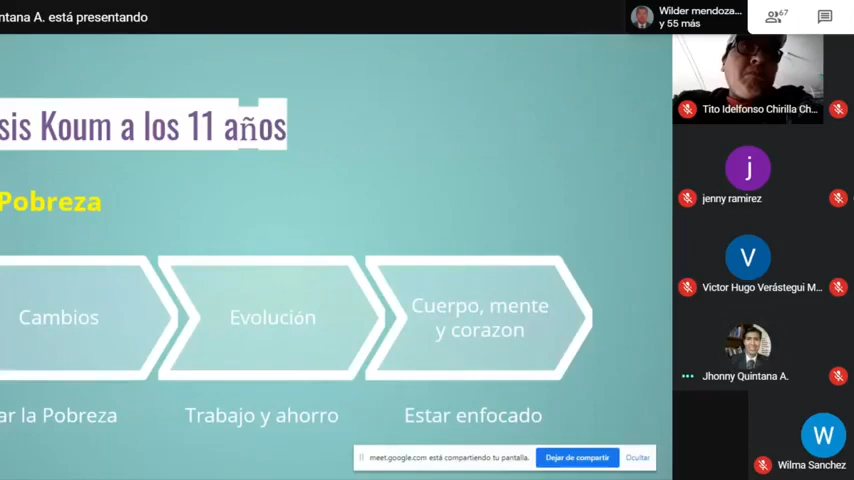 ntana A. está presentando
Wilder mendoza...
y 55 más
67
sis Koum a los 11 años
Pobreza
Cambios
Evolución
Cuerpo, mente
y corazon
ar la Pobreza
Trabajo y ahorro
Estar enfocado
meet.google.com está compartiendo tu pantalla.
Dejar de compartir
Ocultar
Tito Idelfonso Chirilla Ch...
j
jenny ramirez
V
Victor Hugo Verástegui M...
Jhonny Quintana A.
W
Wilma Sanchez